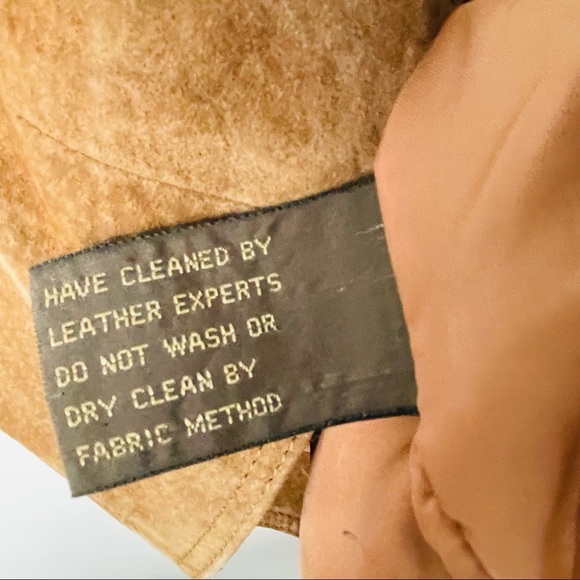 HAVE CLEANED BY
LEATHER EXPERTS
DO NOT WASH OR
DRY CLEAN BY
FABRIC METHOD